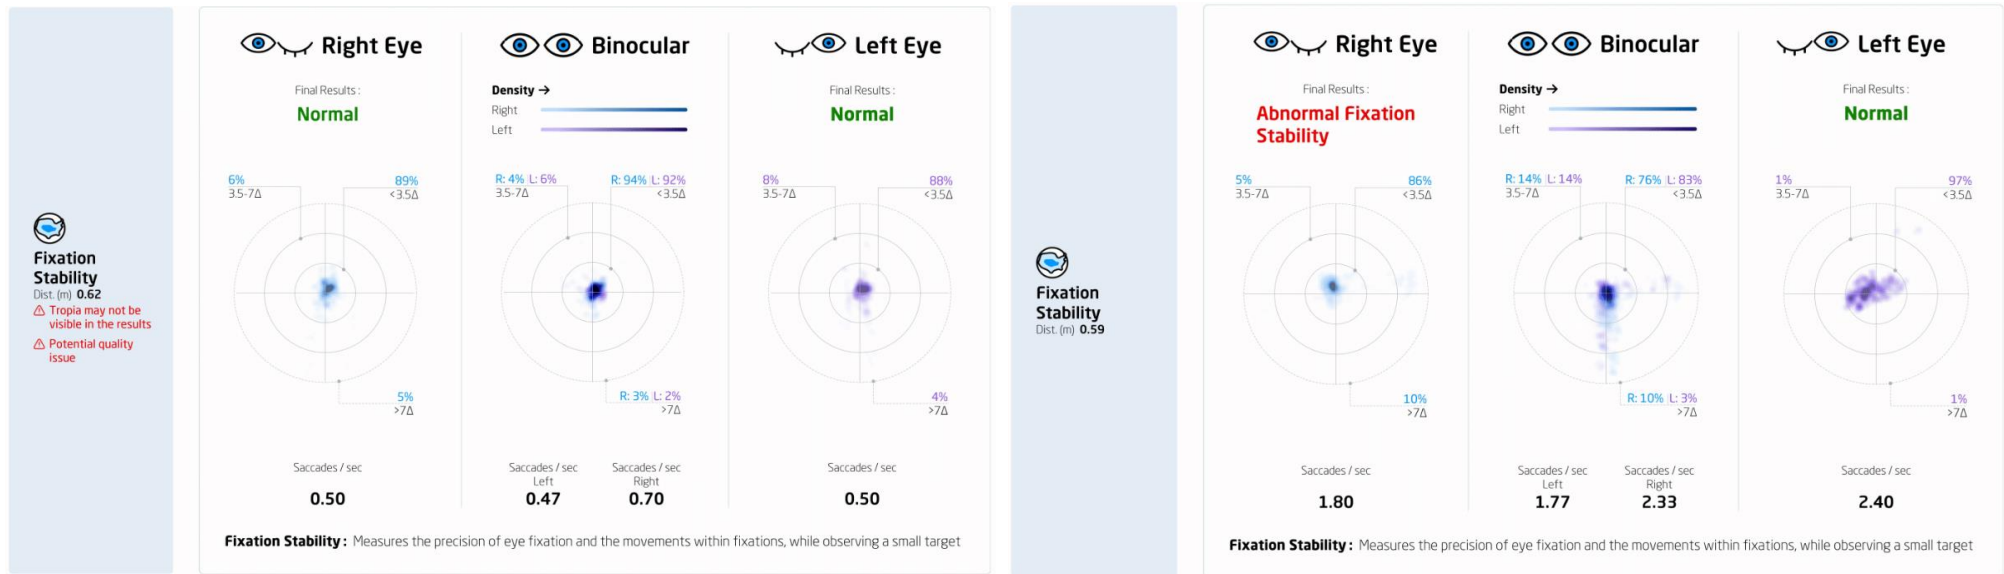 Fixation
Stability
Dist. (m) 0.62
⚠ Tropia may not be
visible in the results
⚠ Potential quality
issue
Right Eye
Final Results :
Normal
6%
3.5-7Δ
89%
<3.5Δ
5%
>7Δ
Saccades / sec
0.50
Binocular
Density →
Right
Left
R: 4% L: 6%
3.5-7Δ
R: 94% L: 92%
<3.5Δ
R: 3% L: 2%
>7Δ
Saccades / sec
Left
0.47
Saccades / sec
Right
0.70
Left Eye
Final Results :
Normal
8%
3.5-7Δ
88%
<3.5Δ
4%
>7Δ
Saccades / sec
0.50
Fixation Stability : Measures the precision of eye fixation and the movements within fixations, while observing a small target
Fixation
Stability
Dist. (m) 0.59
Right Eye
Final Results :
Abnormal Fixation
Stability
5%
3.5-7Δ
86%
<3.5Δ
10%
>7Δ
Saccades / sec
1.80
Binocular
Density →
Right
Left
R: 14% L: 14%
3.5-7Δ
R: 76% L: 83%
<3.5Δ
R: 10% L: 3%
>7Δ
Saccades / sec
Left
1.77
Saccades / sec
Right
2.33
Left Eye
Final Results :
Normal
1%
3.5-7Δ
97%
<3.5Δ
1%
>7Δ
Saccades / sec
2.40
Fixation Stability : Measures the precision of eye fixation and the movements within fixations, while observing a small target